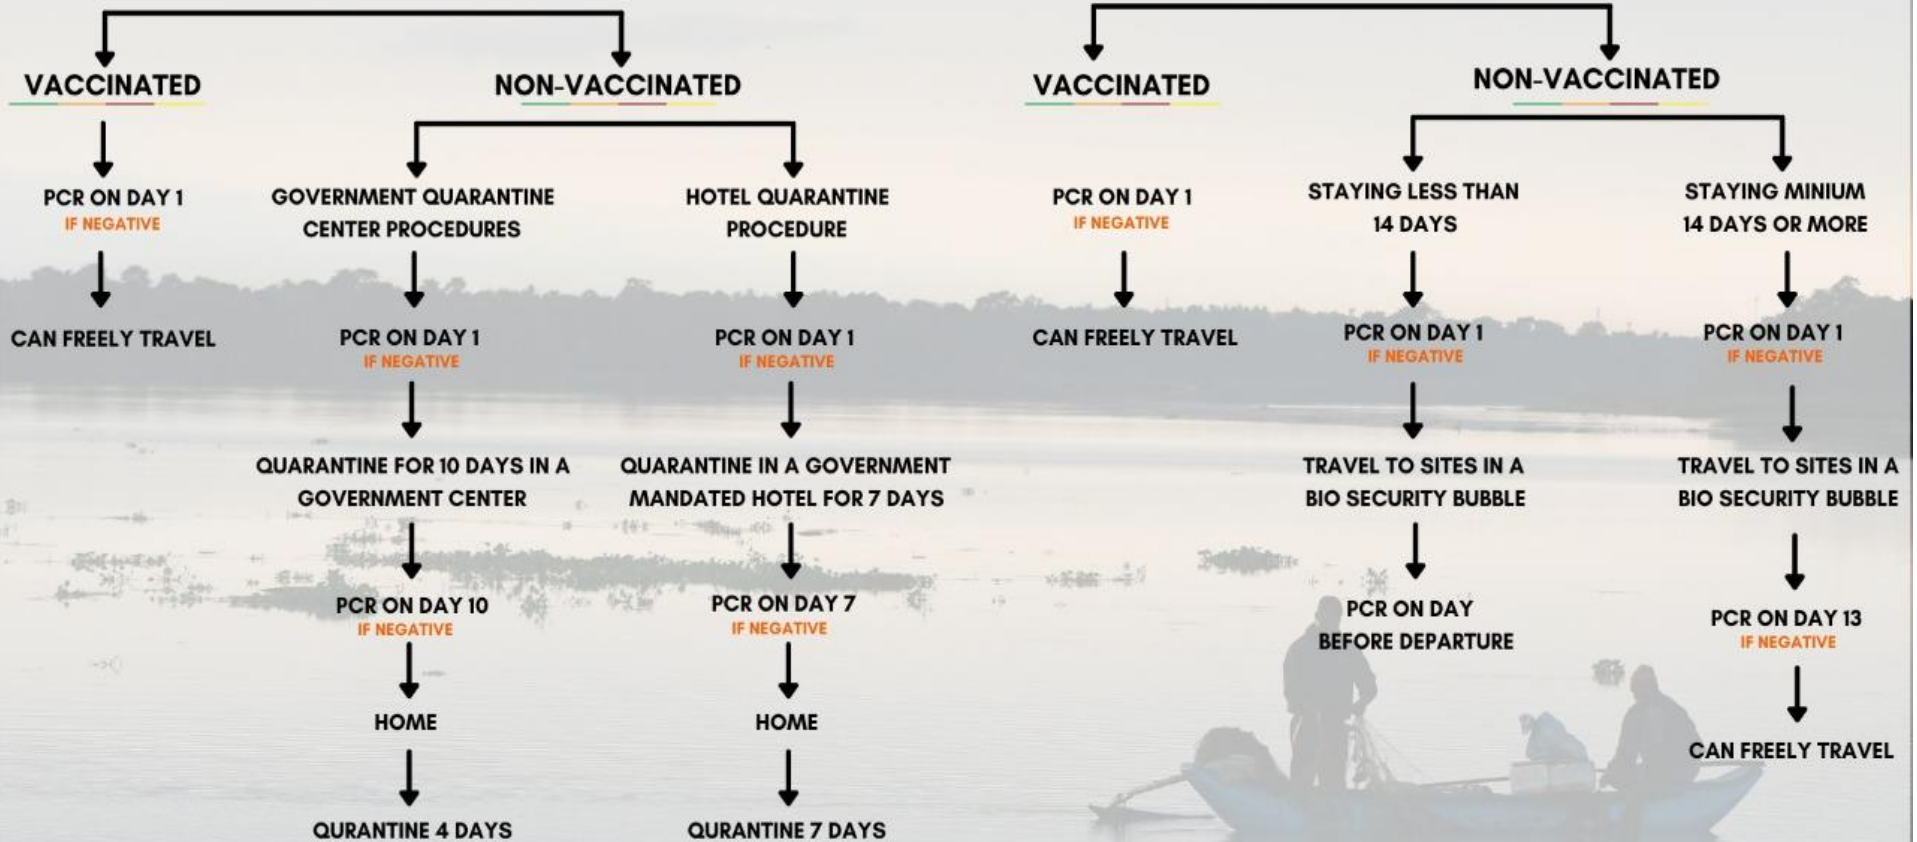 VACCINATED
NON-VACCINATED
PCR ON DAY 1
IF NEGATIVE
CAN FREELY TRAVEL
GOVERNMENT QUARANTINE
CENTER PROCEDURES
PCR ON DAY 1
IF NEGATIVE
QUARANTINE FOR 10 DAYS IN A
GOVERNMENT CENTER
PCR ON DAY 10
IF NEGATIVE
HOME
QURANTINE 4 DAYS
HOTEL QUARANTINE
PROCEDURE
PCR ON DAY 1
IF NEGATIVE
QUARANTINE IN A GOVERNMENT
MANDATED HOTEL FOR 7 DAYS
PCR ON DAY 7
IF NEGATIVE
HOME
QURANTINE 7 DAYS
VACCINATED
NON-VACCINATED
PCR ON DAY 1
IF NEGATIVE
CAN FREELY TRAVEL
STAYING LESS THAN
14 DAYS
PCR ON DAY 1
IF NEGATIVE
TRAVEL TO SITES IN A
BIO SECURITY BUBBLE
PCR ON DAY
BEFORE DEPARTURE
STAYING MINIUM
14 DAYS OR MORE
PCR ON DAY 1
IF NEGATIVE
TRAVEL TO SITES IN A
BIO SECURITY BUBBLE
PCR ON DAY 13
IF NEGATIVE
CAN FREELY TRAVEL